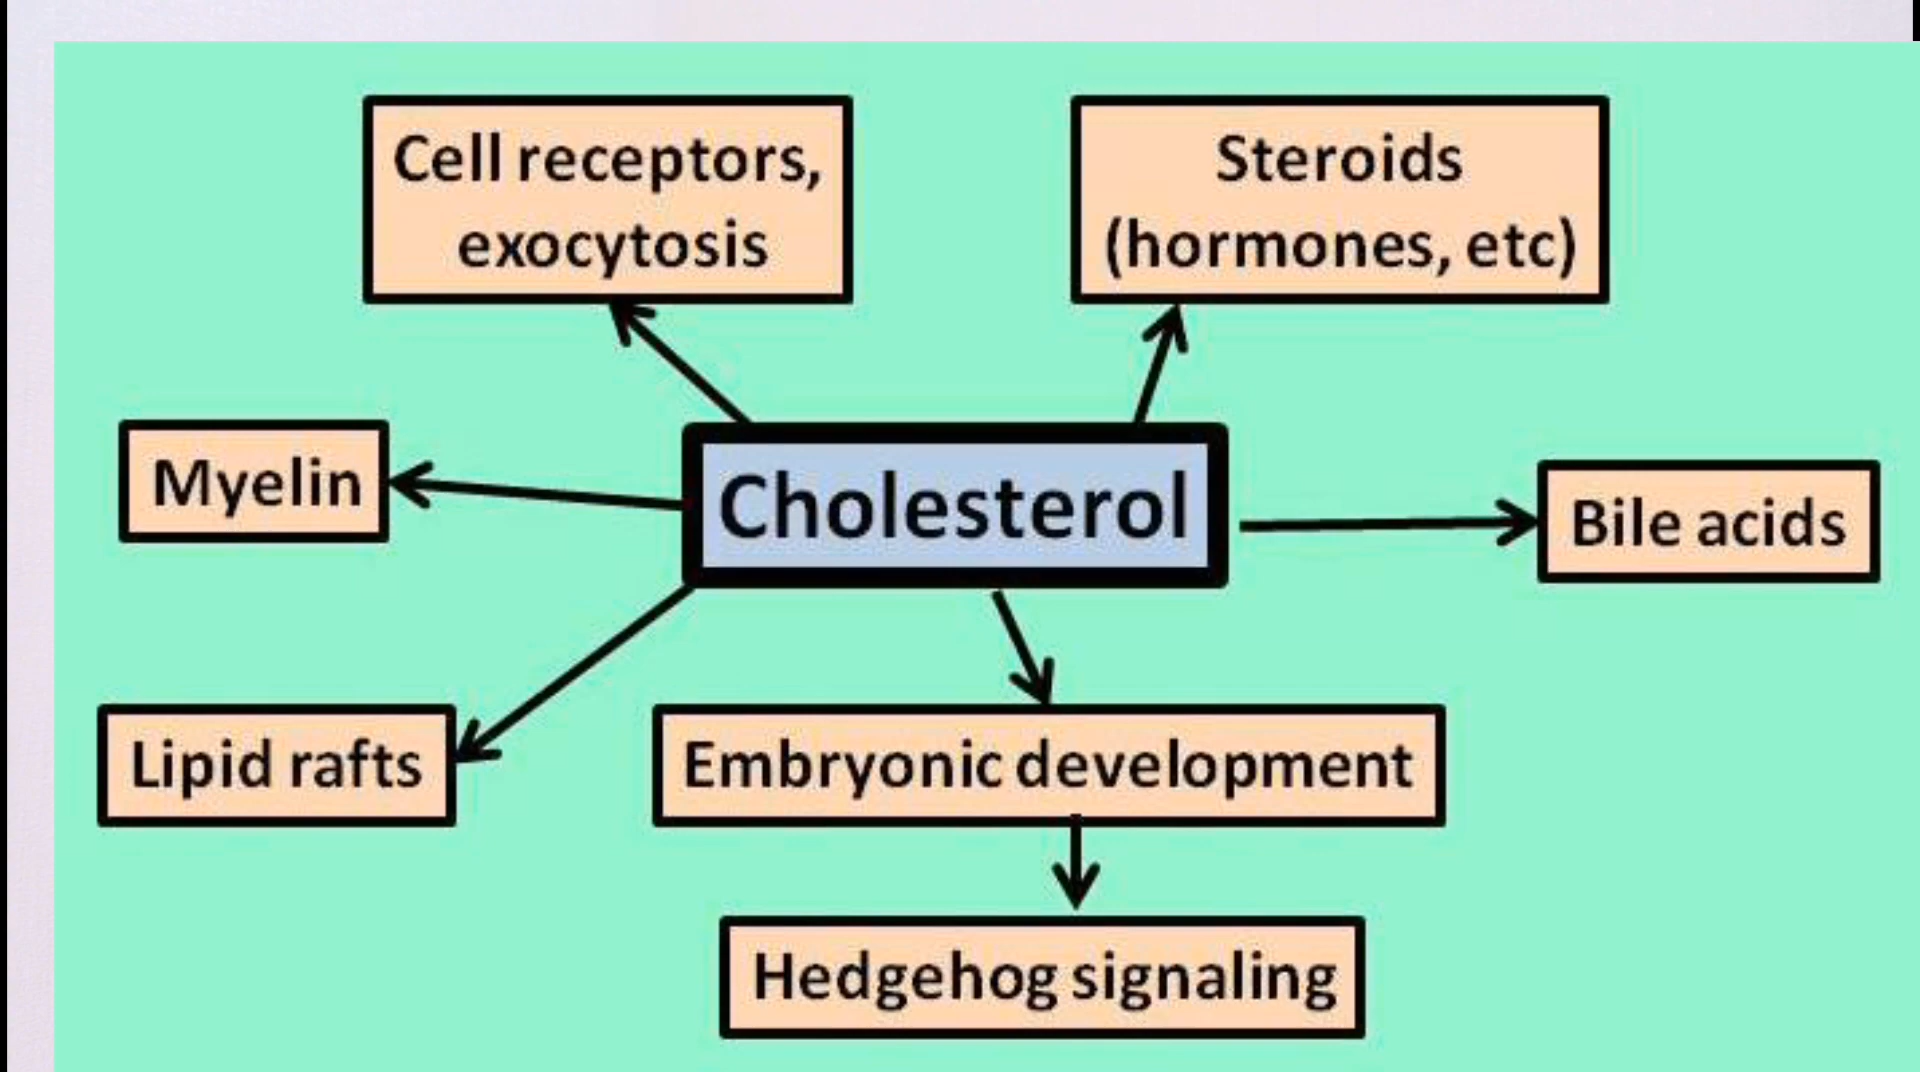 Cell receptors,
exocytosis
Steroids
(hormones, etc)
Myelin
Cholesterol
Bile acids
Lipid rafts
Embryonic development
Hedgehog signaling